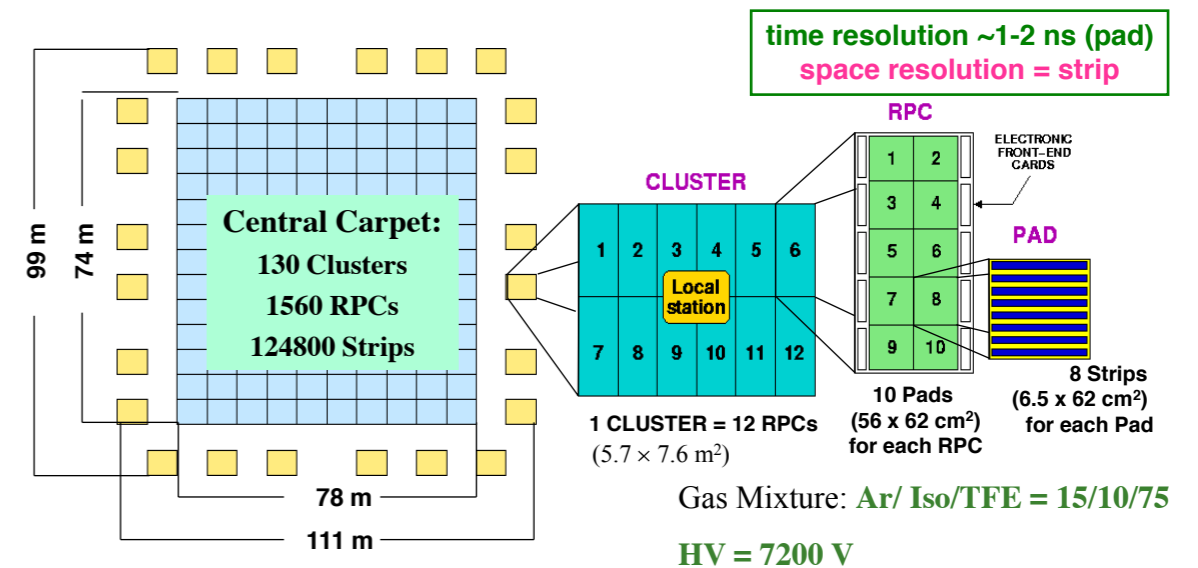 time resolution ~1-2 ns (pad)
space resolution = strip
RPC
ELECTRONIC
FRONT-END
CARDS
1 2
3 4
5 6
7 8
9 10
CLUSTER
1 2 3 4 5 6
Local
station
7 8 9 10 11 12
PAD
99 m
74 m
Central Carpet:
130 Clusters
1560 RPCs
124800 Strips
8 Strips
(6.5 x 62 cm²)
for each Pad
10 Pads
(56 x 62 cm²)
for each RPC
1 CLUSTER = 12 RPCs
(5.7 × 7.6 m²)
78 m
111 m
Gas Mixture: Ar/ Iso/TFE = 15/10/75
HV = 7200 V